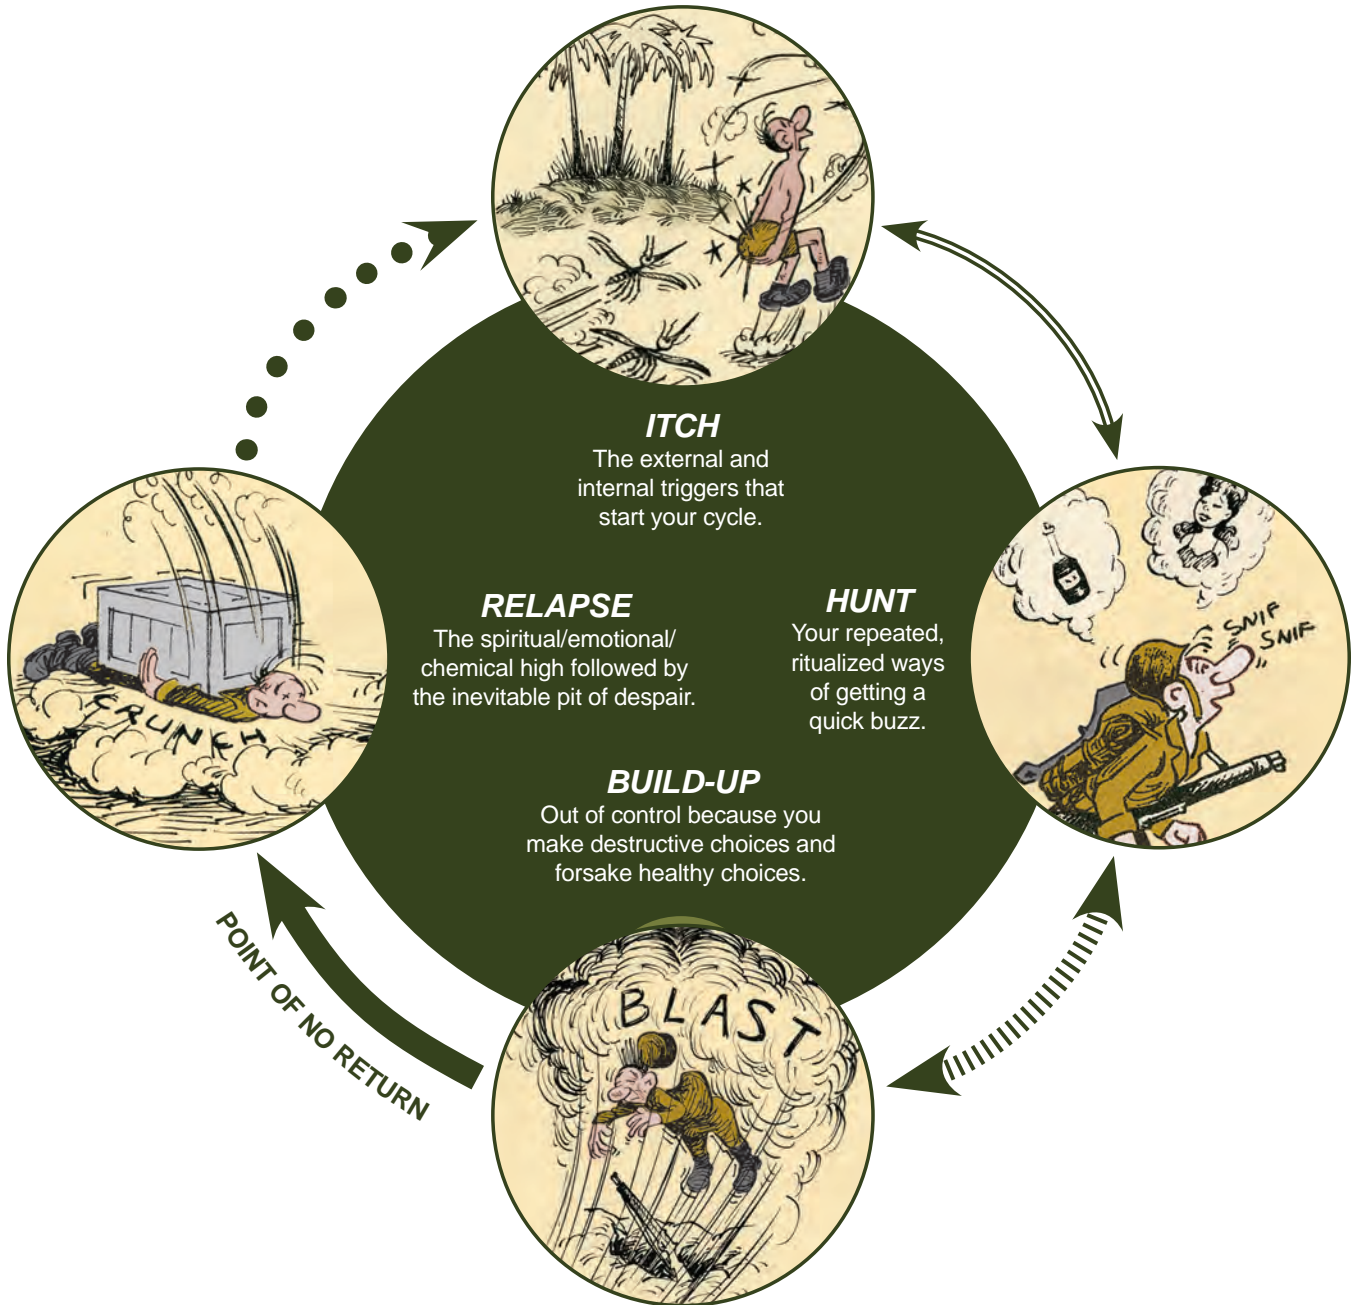 ITCH
The external and
internal triggers that
start your cycle.
SNIF
SNIF
HUNT
Your repeated,
ritualized ways
of getting a
quick buzz.
RELAPSE
The spiritual/emotional/
chemical high followed by
the inevitable pit of despair.
CRUNCH
BUILD-UP
Out of control because you
make destructive choices and
forsake healthy choices.
BLAST
POINT OF NO RETURN